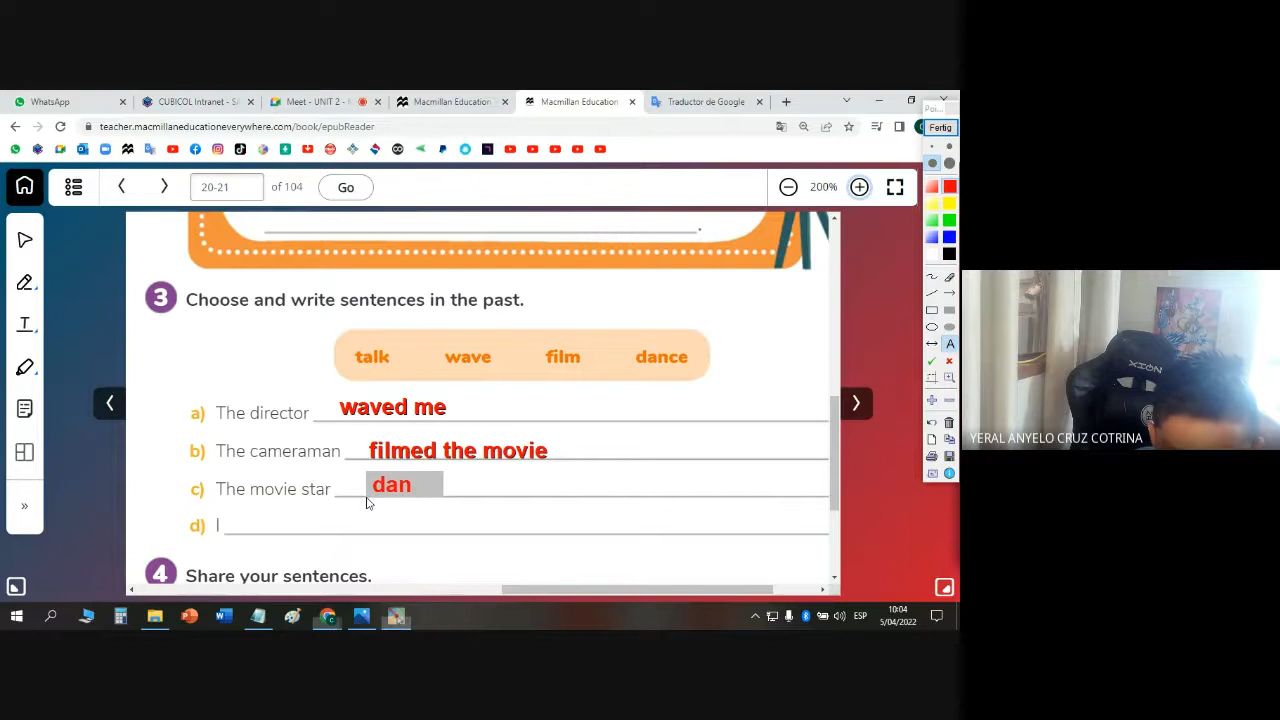 WhatsApp × CUBICOL Intranet - S/ × Meet - UNIT 2 - × Macmillan Education × Macmillan Education × Traductor de Google × +
teacher.macmillaneducationeverywhere.com/book/epubReader
Fertig
20-21 of 104 Go 200%
3 Choose and write sentences in the past.
talk wave film dance
a) The director waved me
b) The cameraman filmed the movie
c) The movie star dan
d) I
4 Share your sentences.
YERAL ANYELO CRUZ COTRINA
XION
ESP
10:04
5/04/2022